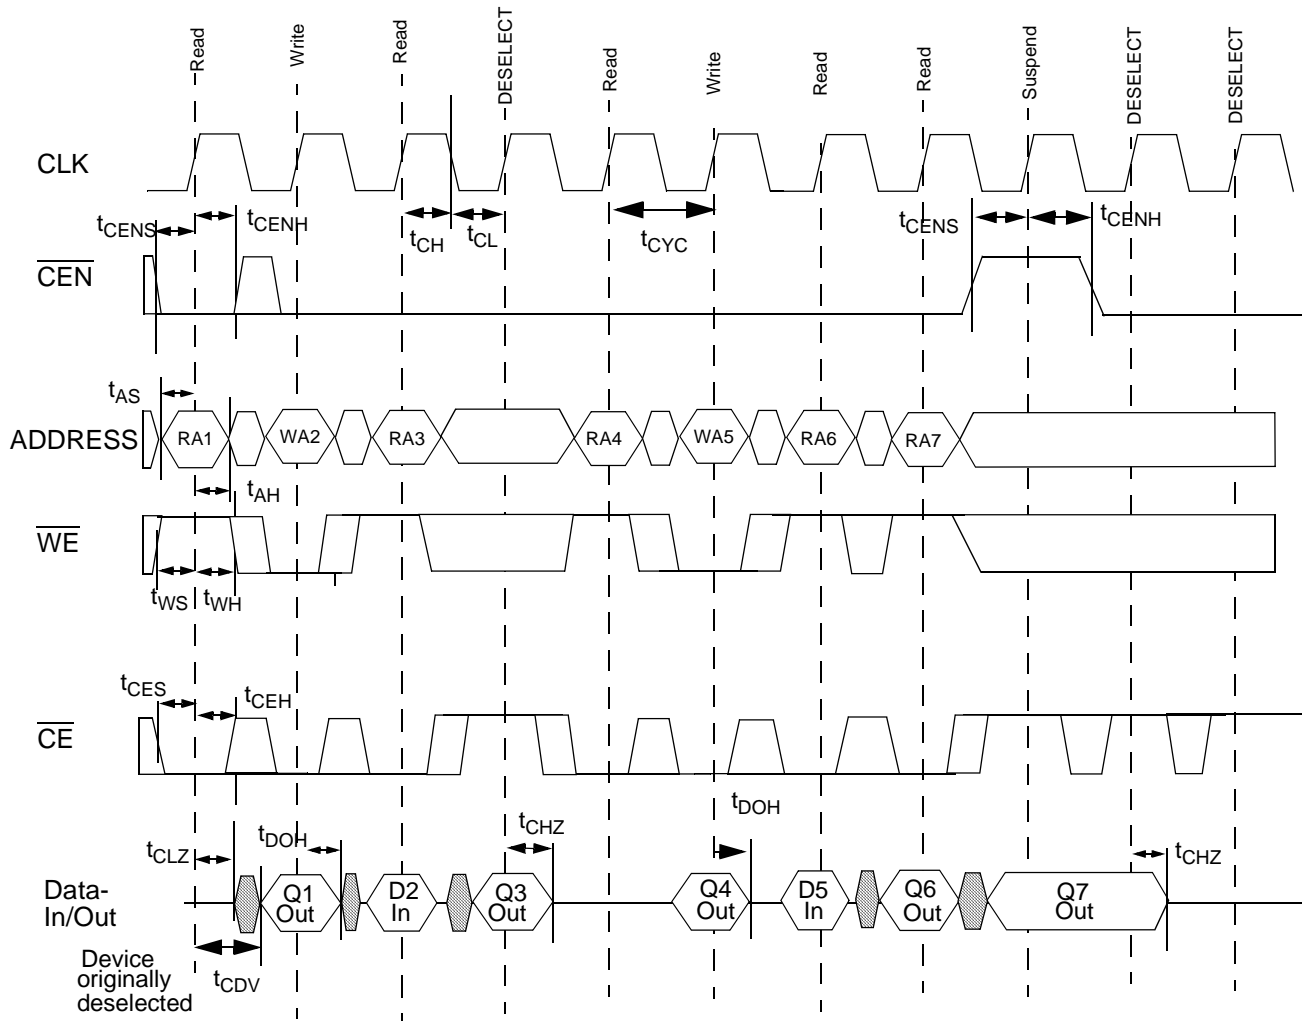 Read
Write
Read
DESELECT
Read
Write
Read
Read
Suspend
DESELECT
DESELECT
CLK
tCENS
tCENH
tCH
tCL
tCYC
tCENS
tCENH
CEN
tAS
ADDRESS
RA1
WA2
RA3
RA4
WA5
RA6
RA7
tAH
WE
tWS
tWH
tCES
tCEH
CE
tDOH
tCLZ
tDOH
tCHZ
tCHZ
Data-
In/Out
Q1
Out
D2
In
Q3
Out
Q4
Out
D5
In
Q6
Out
Q7
Out
Device
originally
deselected
tCDV